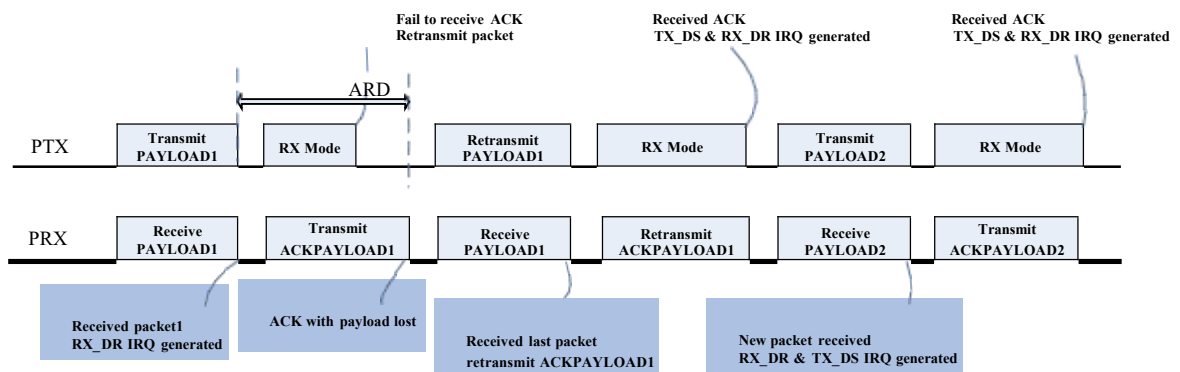 Fail to receive ACK
Retransmit packet
Received ACK
TX_DS & RX_DR IRQ generated
Received ACK
TX_DS & RX_DR IRQ generated
ARD
PTX
Transmit
PAYLOAD1
RX Mode
Retransmit
PAYLOAD1
RX Mode
Transmit
PAYLOAD2
RX Mode
PRX
Receive
PAYLOAD1
Transmit
ACKPAYLOAD1
Receive
PAYLOAD1
Retransmit
ACKPAYLOAD1
Receive
PAYLOAD2
Transmit
ACKPAYLOAD2
Received packet1
RX_DR IRQ generated
ACK with payload lost
Received last packet
retransmit ACKPAYLOAD1
New packet received
RX_DR & TX_DS IRQ generated